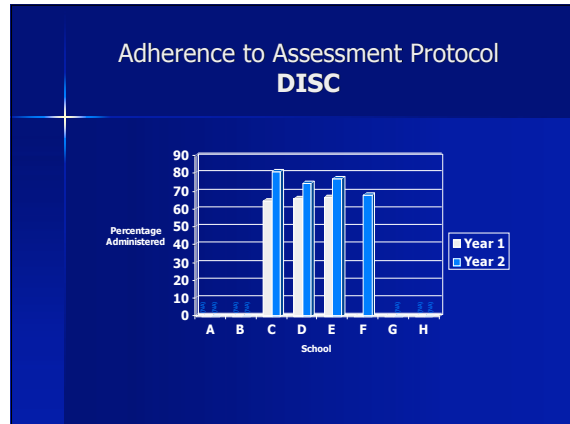 Adherence to Assessment Protocol
DISC
90
80
70
60
50
40
30
20
10
0
Percentage
Administered
A B C D E F G H
School
Year 1
Year 2